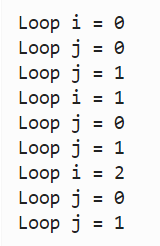 Loop i = 0
Loop j = 0
Loop j = 1
Loop i = 1
Loop j = 0
Loop j = 1
Loop i = 2
Loop j = 0
Loop j = 1